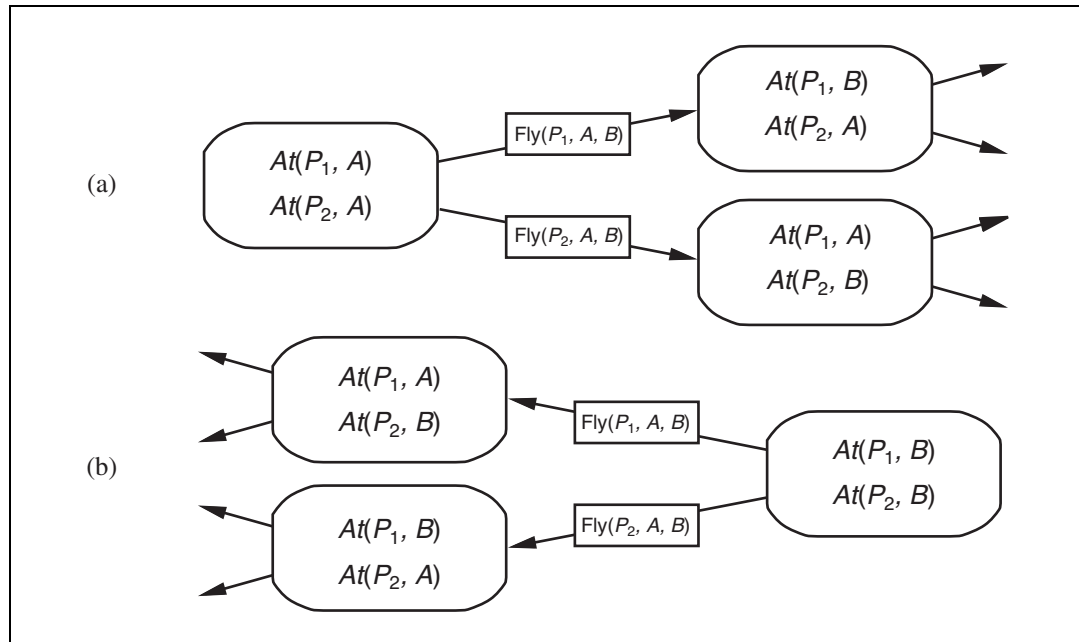 (a)
At(P₁, A)
At(P₂, A)
Fly(P₁, A, B)
At(P₁, B)
At(P₂, A)
Fly(P₂, A, B)
At(P₁, A)
At(P₂, B)
(b)
At(P₁, A)
At(P₂, B)
Fly(P₁, A, B)
At(P₁, B)
At(P₂, B)
At(P₁, B)
At(P₂, A)
Fly(P₂, A, B)